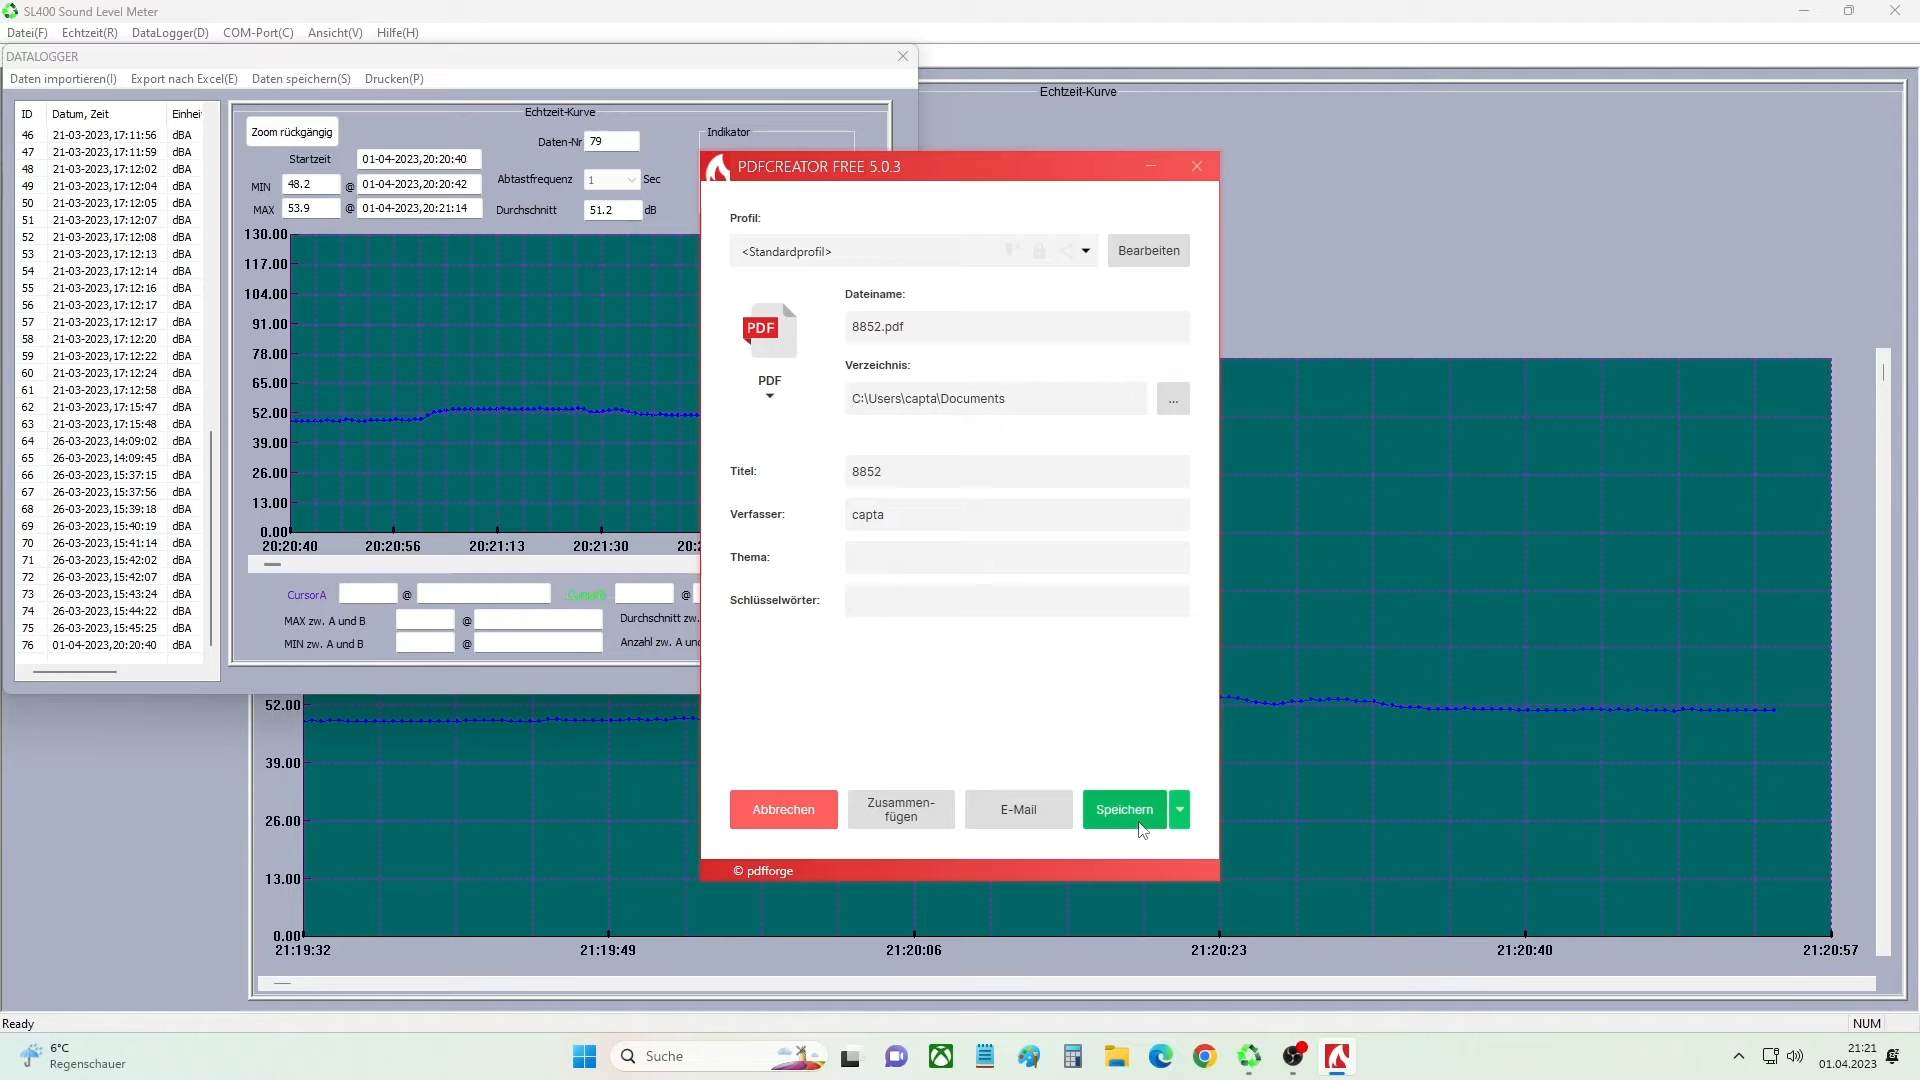 SL400 Sound Level Meter
Datei(F) Echtzeit(R) DataLogger(D) COM-Port(C) Ansicht(V) Hilfe(H)
DATALOGGER
Daten importieren(I) Export nach Excel(E) Daten speichern(S) Drucken(P)
ID Datum, Zeit Einhei
46 21-03-2023,17:11:56 dBA
47 21-03-2023,17:11:59 dBA
48 21-03-2023,17:12:02 dBA
49 21-03-2023,17:12:04 dBA
50 21-03-2023,17:12:05 dBA
51 21-03-2023,17:12:07 dBA
52 21-03-2023,17:12:08 dBA
53 21-03-2023,17:12:13 dBA
54 21-03-2023,17:12:14 dBA
55 21-03-2023,17:12:16 dBA
56 21-03-2023,17:12:17 dBA
57 21-03-2023,17:12:17 dBA
58 21-03-2023,17:12:20 dBA
59 21-03-2023,17:12:22 dBA
60 21-03-2023,17:12:24 dBA
61 21-03-2023,17:12:58 dBA
62 21-03-2023,17:15:47 dBA
63 21-03-2023,17:15:48 dBA
64 26-03-2023,14:09:02 dBA
65 26-03-2023,14:09:45 dBA
66 26-03-2023,15:37:15 dBA
67 26-03-2023,15:37:56 dBA
68 26-03-2023,15:39:18 dBA
69 26-03-2023,15:40:19 dBA
70 26-03-2023,15:41:14 dBA
71 26-03-2023,15:42:02 dBA
72 26-03-2023,15:42:07 dBA
73 26-03-2023,15:43:24 dBA
74 26-03-2023,15:44:22 dBA
75 26-03-2023,15:45:25 dBA
76 01-04-2023,20:20:40 dBA
Echtzeit-Kurve
Zoom rückgängig
Daten-Nr 79
Indikator
Startzeit 01-04-2023,20:20:40
Abtastfrequenz 1 Sec
MIN 48.2 @ 01-04-2023,20:20:42
MAX 53.9 @ 01-04-2023,20:21:14
Durchschnitt 51.2 dB
130.00
117.00
104.00
91.00
78.00
65.00
52.00
39.00
26.00
13.00
0.00
20:20:40 20:20:56 20:21:13 20:21:30 20:2
CursorA @ CursorB @
MAX zw. A und B @ Durchschnitt zw.
MIN zw. A und B @ Anzahl zw. A und
Echtzeit-Kurve
52.00
39.00
26.00
13.00
0.00
21:19:32 21:19:49 21:20:06 21:20:23 21:20:40 21:20:57
PDFCREATOR FREE 5.0.3
Profil:
<Standardprofil> Bearbeiten
PDF
PDF
Dateiname:
8852.pdf
Verzeichnis:
C:\Users\capta\Documents ...
Titel: 8852
Verfasser: capta
Thema:
Schlüsselwörter:
Abbrechen
Zusammen-
fügen
E-Mail
Speichern
© pdfforge
Ready NUM
6°C
Regenschauer
Suche
21:21
01.04.2023